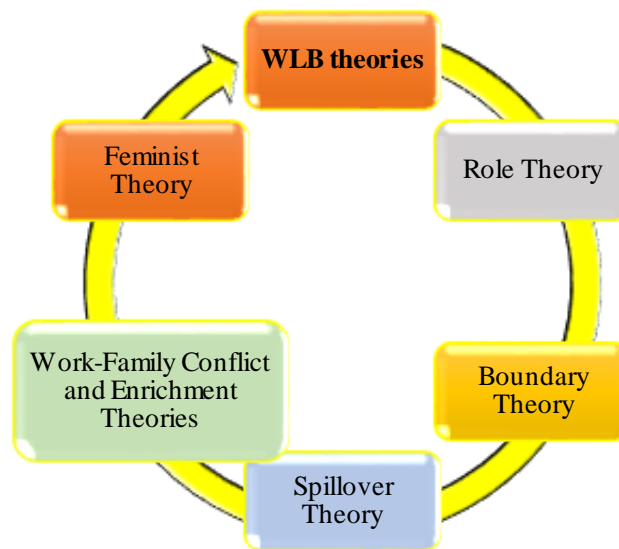 WLB theories
Role Theory
Boundary
Theory
Spillover
Theory
Work-Family Conflict
and Enrichment
Theories
Feminist
Theory